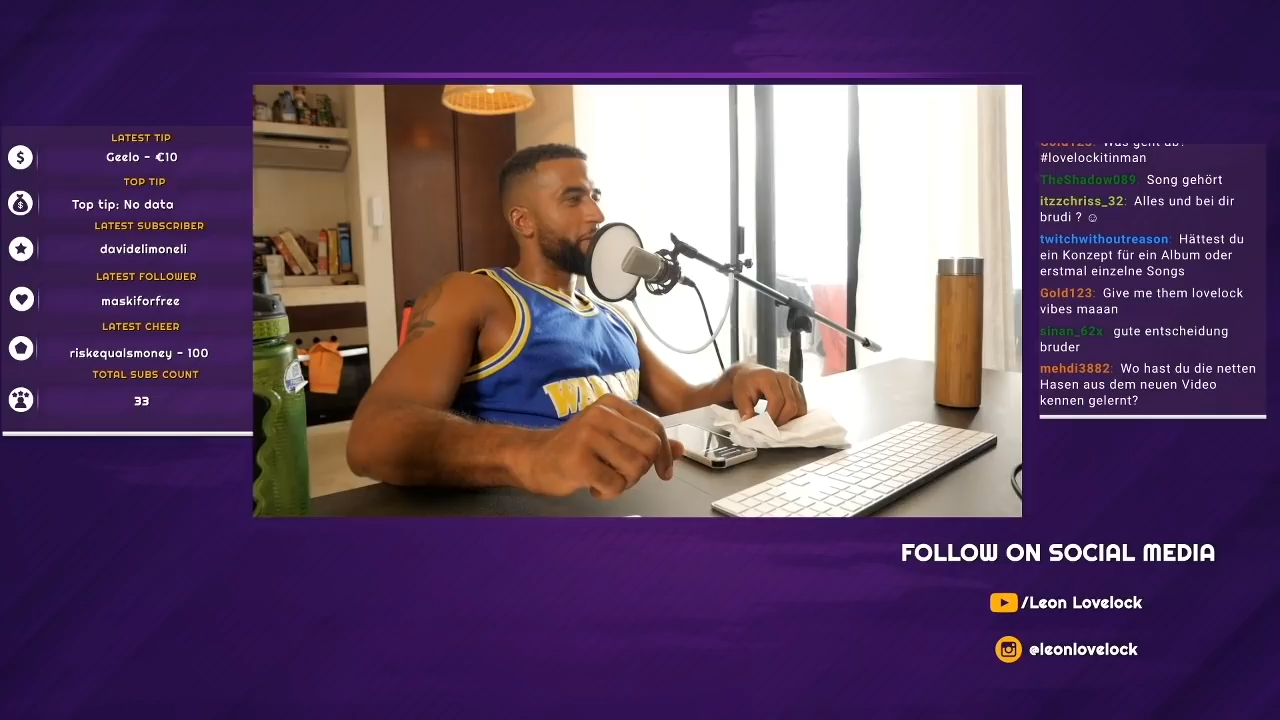 LATEST TIP
Geelo - €10
TOP TIP
Top tip: No data
LATEST SUBSCRIBER
davidelimoneli
LATEST FOLLOWER
maskiforfree
LATEST CHEER
riskequalsmoney - 100
TOTAL SUBS COUNT
33
Gold123: Was geht ab?
#lovelockitinman
TheShadow089: Song gehört
itzzchriss_32: Alles und bei dir
brudi ? ☺
twitchwithoutreason: Hättest du
ein Konzept für ein Album oder
erstmal einzelne Songs
Gold123: Give me them lovelock
vibes maaan
sinan_62x gute entscheidung
bruder
mehdi3882: Wo hast du die netten
Hasen aus dem neuen Video
kennen gelernt?
FOLLOW ON SOCIAL MEDIA
/Leon Lovelock
@leonlovelock